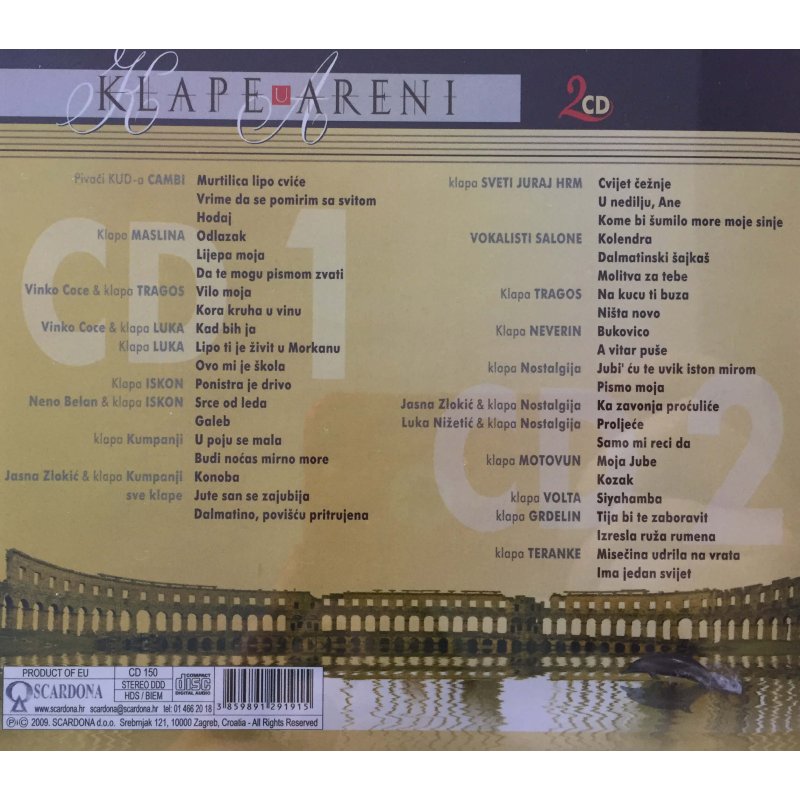 KLAPE U ARENI
2CD
CD 1
Pivači KUD-a CAMBI Murtilica lipo cviće
Vrime da se pomirim sa svitom
Hodaj
Klapa MASLINA Odlazak
Lijepa moja
Da te mogu pismom zvati
Vinko Coce & klapa TRAGOS Vilo moja
Kora kruha u vinu
Vinko Coce & klapa LUKA Kad bih ja
Klapa LUKA Lipo ti je živit u Morkanu
Ovo mi je škola
Klapa ISKON Ponistra je drivo
Neno Belan & klapa ISKON Srce od leda
Galeb
klapa Kumpanji U poju se mala
Budi noćas mirno more
Jasna Zlokić & klapa Kumpanji Konoba
sve klape Jute san se zajubija
Dalmatino, povišću pritrujena
CD 2
klapa SVETI JURAJ HRM Cvijet čežnje
U nedilju, Ane
Kome bi šumilo more moje sinje
VOKALISTI SALONE Kolendra
Dalmatinski šajkaš
Molitva za tebe
Klapa TRAGOS Na kucu ti buza
Ništa novo
Klapa NEVERIN Bukovico
A vitar puše
klapa Nostalgija Jubi' ću te uvik iston mirom
Pismo moja
Jasna Zlokić & klapa Nostalgija Ka zavonja proćuliće
Luka Nižetić & klapa Nostalgija Proljeće
Samo mi reci da
klapa MOTOVUN Moja Jube
Kozak
klapa VOLTA Siyahamba
klapa GRDELIN Tija bi te zaboravit
Izresla ruža rumena
klapa TERANKE Misečina udrila na vrata
Ima jedan svijet
PRODUCT OF EU
SCARDONA
CD 150
STEREO DDD
HDS / BIEM
COMPACT disc DIGITAL AUDIO
www.scardona.hr scardona@scardona.hr tel: 01 466 20 18
3 859891 291915
℗© 2009. SCARDONA d.o.o. Srebrnjak 121, 10000 Zagreb, Croatia - All Rights Reserved